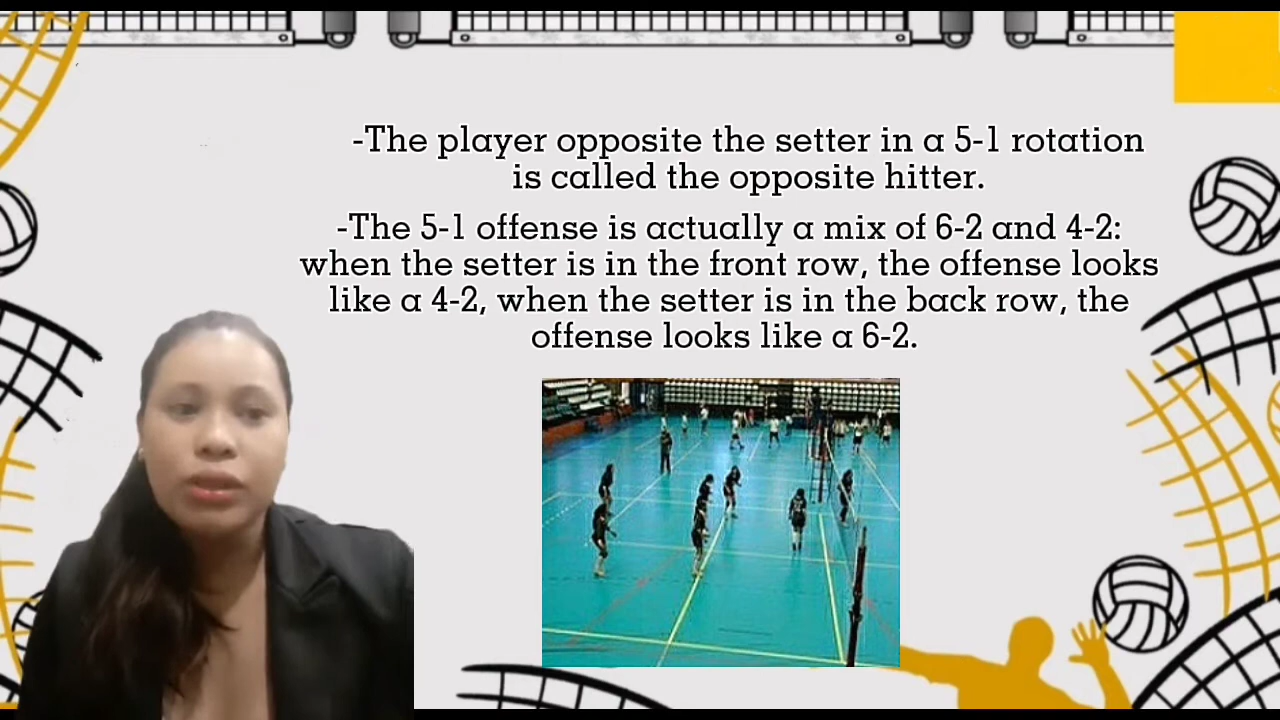 -The player opposite the setter in a 5-1 rotation
is called the opposite hitter.
-The 5-1 offense is actually a mix of 6-2 and 4-2:
when the setter is in the front row, the offense looks
like a 4-2, when the setter is in the back row, the
offense looks like a 6-2.